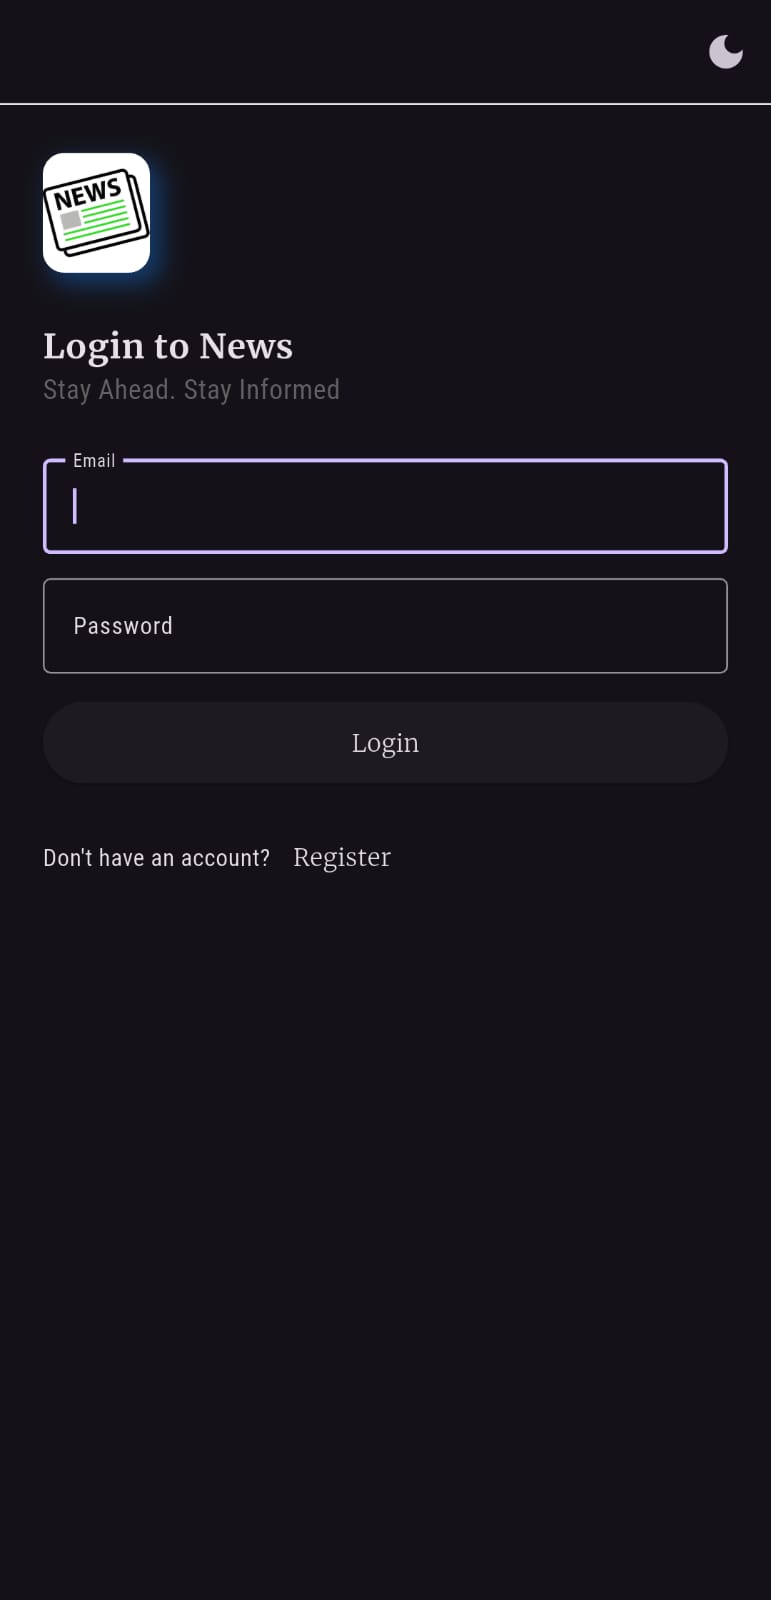 NEWS
Login to News
Stay Ahead. Stay Informed
Email
Password
Login
Don't have an account? Register